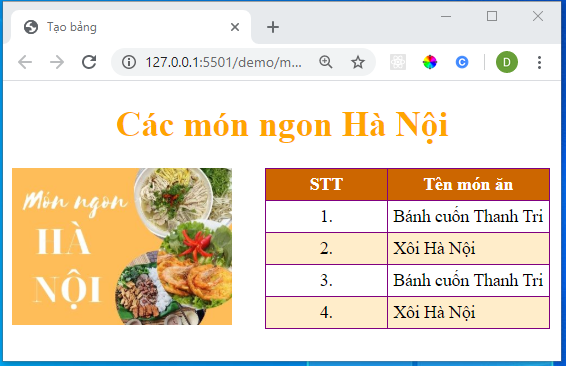 Tạo bảng
127.0.0.1:5501/demo/m...
D
Các món ngon Hà Nội
Món ngon
HÀ
NỘI
STT Tên món ăn
1. Bánh cuốn Thanh Tri
2. Xôi Hà Nội
3. Bánh cuốn Thanh Tri
4. Xôi Hà Nội